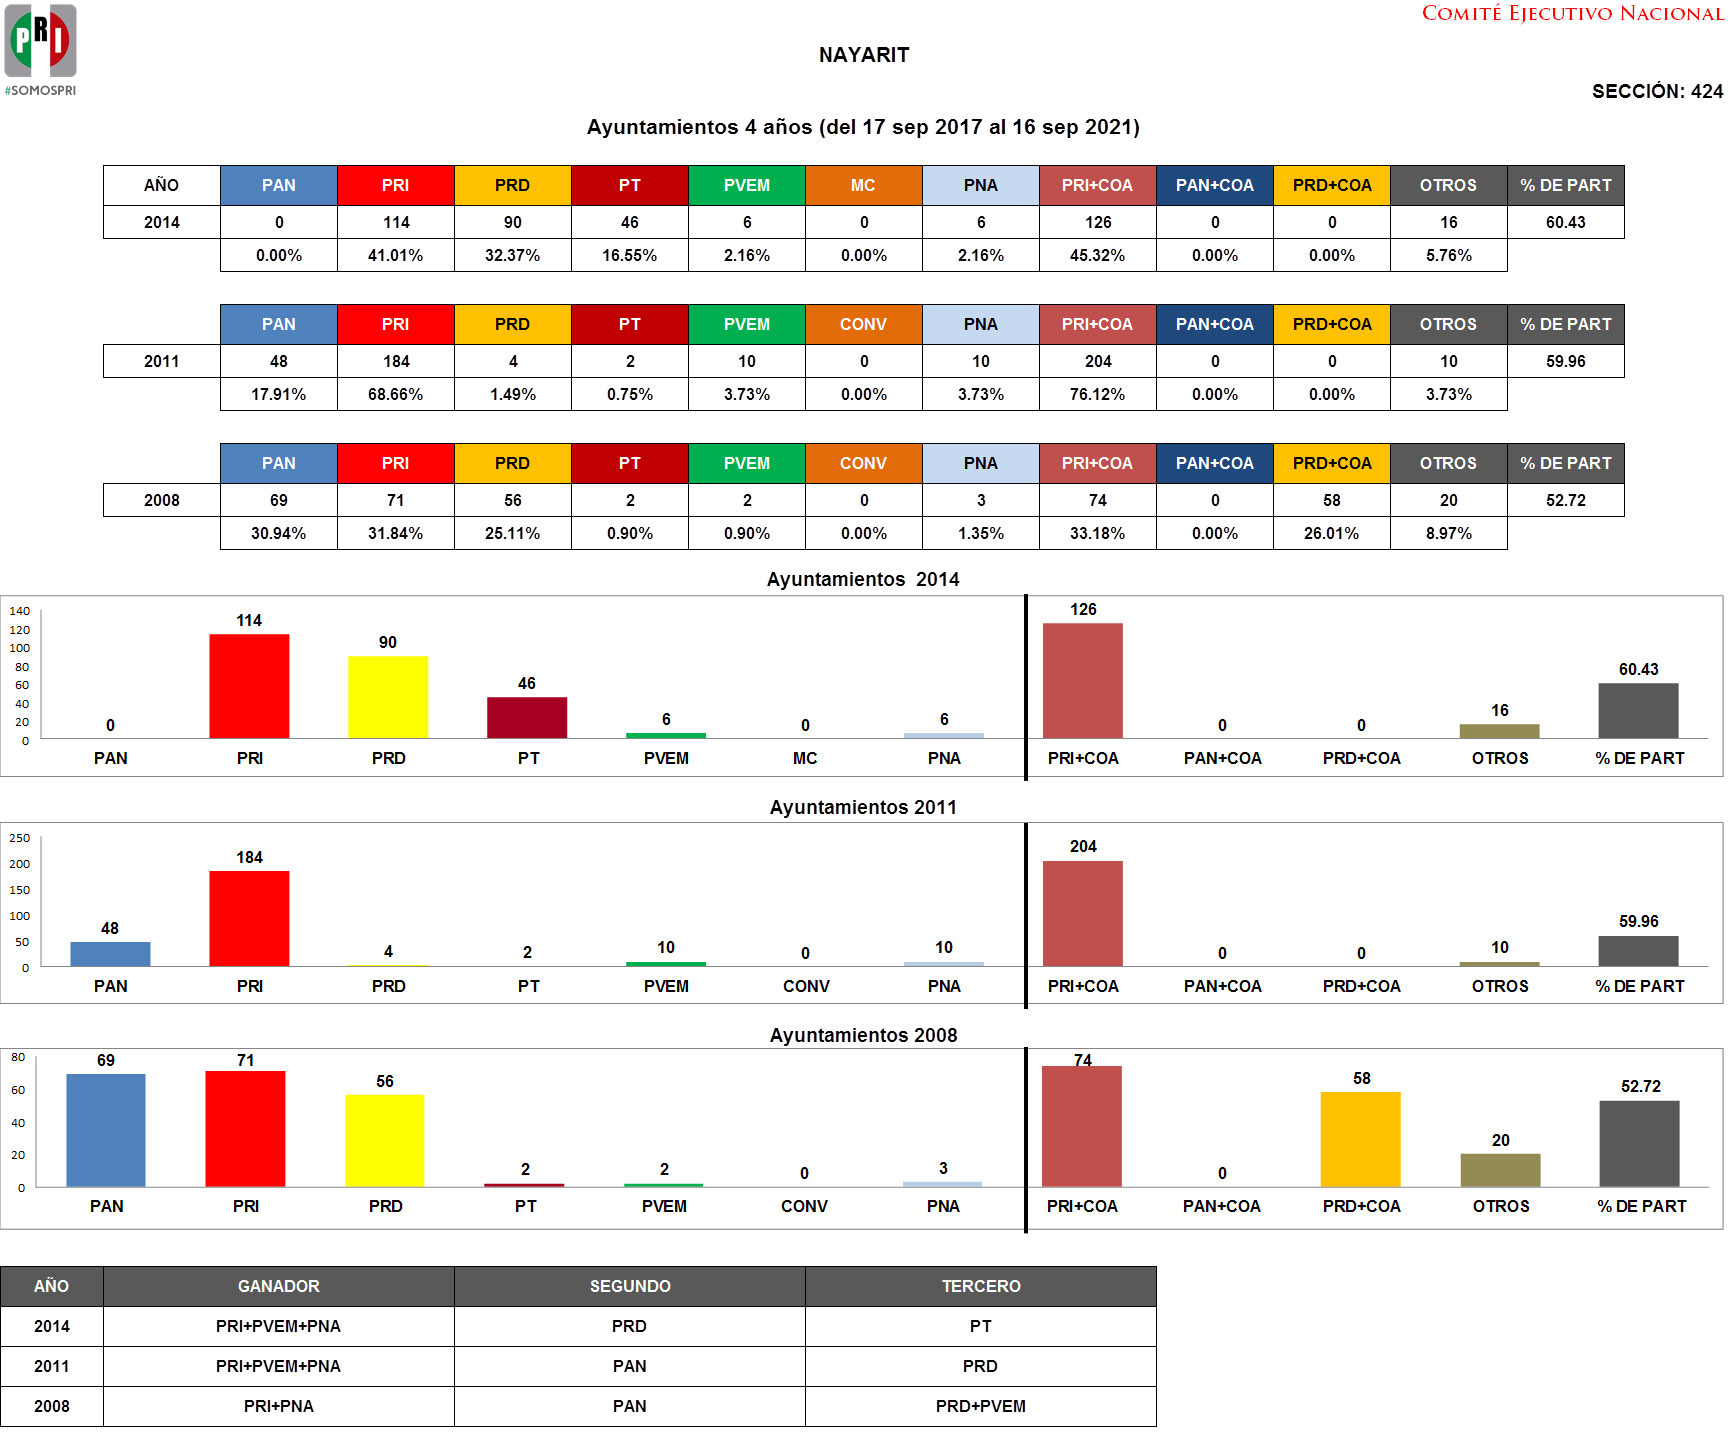 PRI
#SOMOSPRI
COMITÉ EJECUTIVO NACIONAL
NAYARIT
SECCIÓN: 424
Ayuntamientos 4 años (del 17 sep 2017 al 16 sep 2021)
AÑO PAN PRI PRD PT PVEM MC PNA PRI+COA PAN+COA PRD+COA OTROS % DE PART
2014 0 114 90 46 6 0 6 126 0 0 16 60.43
0.00% 41.01% 32.37% 16.55% 2.16% 0.00% 2.16% 45.32% 0.00% 0.00% 5.76%
PAN PRI PRD PT PVEM CONV PNA PRI+COA PAN+COA PRD+COA OTROS % DE PART
2011 48 184 4 2 10 0 10 204 0 0 10 59.96
17.91% 68.66% 1.49% 0.75% 3.73% 0.00% 3.73% 76.12% 0.00% 0.00% 3.73%
PAN PRI PRD PT PVEM CONV PNA PRI+COA PAN+COA PRD+COA OTROS % DE PART
2008 69 71 56 2 2 0 3 74 0 58 20 52.72
30.94% 31.84% 25.11% 0.90% 0.90% 0.00% 1.35% 33.18% 0.00% 26.01% 8.97%
Ayuntamientos 2014
140
120
100
80
60
40
20
0
0 114 90 46 6 0 6 126 0 0 16 60.43
PAN PRI PRD PT PVEM MC PNA PRI+COA PAN+COA PRD+COA OTROS % DE PART
Ayuntamientos 2011
250
200
150
100
50
0
48 184 4 2 10 0 10 204 0 0 10 59.96
PAN PRI PRD PT PVEM CONV PNA PRI+COA PAN+COA PRD+COA OTROS % DE PART
Ayuntamientos 2008
80
60
40
20
0
69 71 56 2 2 0 3 74 0 58 20 52.72
PAN PRI PRD PT PVEM CONV PNA PRI+COA PAN+COA PRD+COA OTROS % DE PART
AÑO GANADOR SEGUNDO TERCERO
2014 PRI+PVEM+PNA PRD PT
2011 PRI+PVEM+PNA PAN PRD
2008 PRI+PNA PAN PRD+PVEM